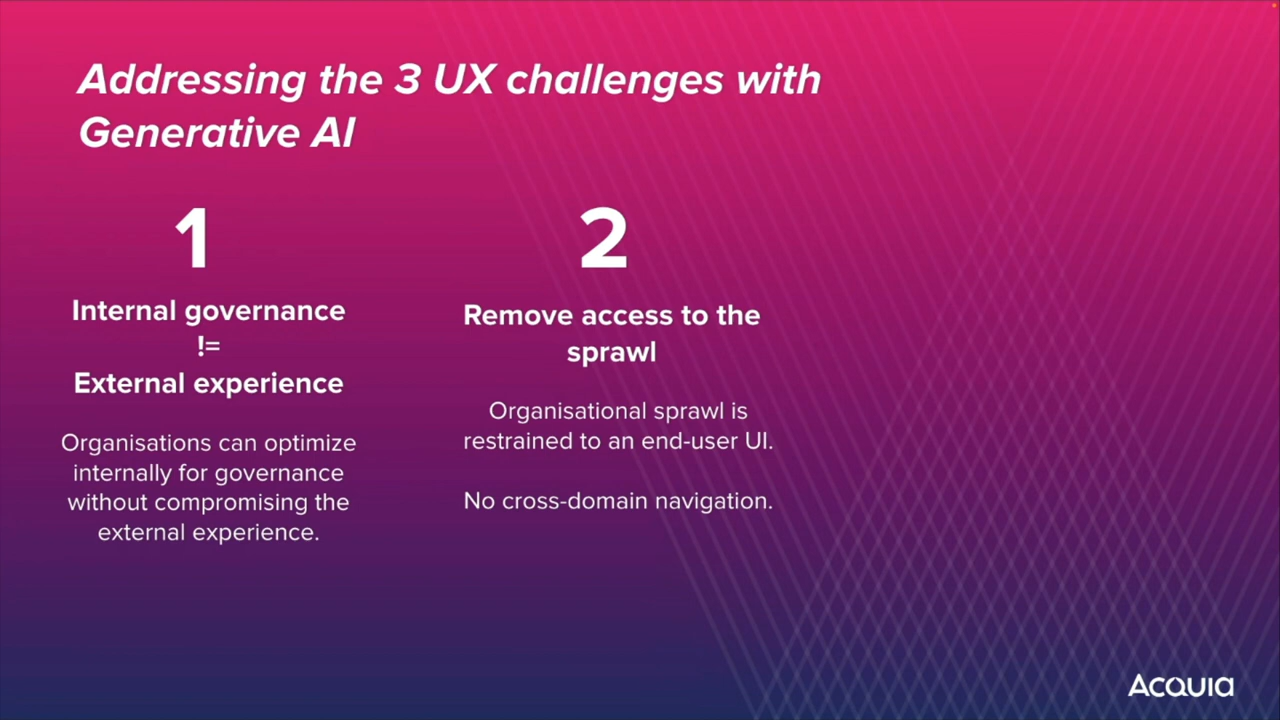 Addressing the 3 UX challenges with
Generative AI
1
Internal governance
!=
External experience
Organisations can optimize
internally for governance
without compromising the
external experience.
2
Remove access to the
sprawl
Organisational sprawl is
restrained to an end-user UI.
No cross-domain navigation.
Acquia